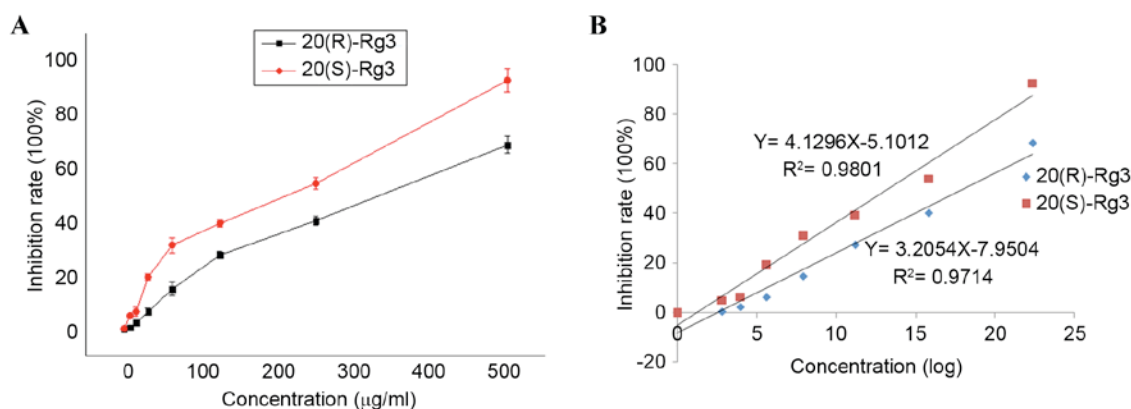 A
20(R)-Rg3
20(S)-Rg3
100
80
60
40
20
0
Inhibition rate (100%)
0 100 200 300 400 500
Concentration (µg/ml)
B
100
80
60
40
20
0
-20
Inhibition rate (100%)
Y= 4.1296X-5.1012
R²= 0.9801
20(R)-Rg3
20(S)-Rg3
Y= 3.2054X-7.9504
R²= 0.9714
0 5 10 15 20 25
Concentration (log)